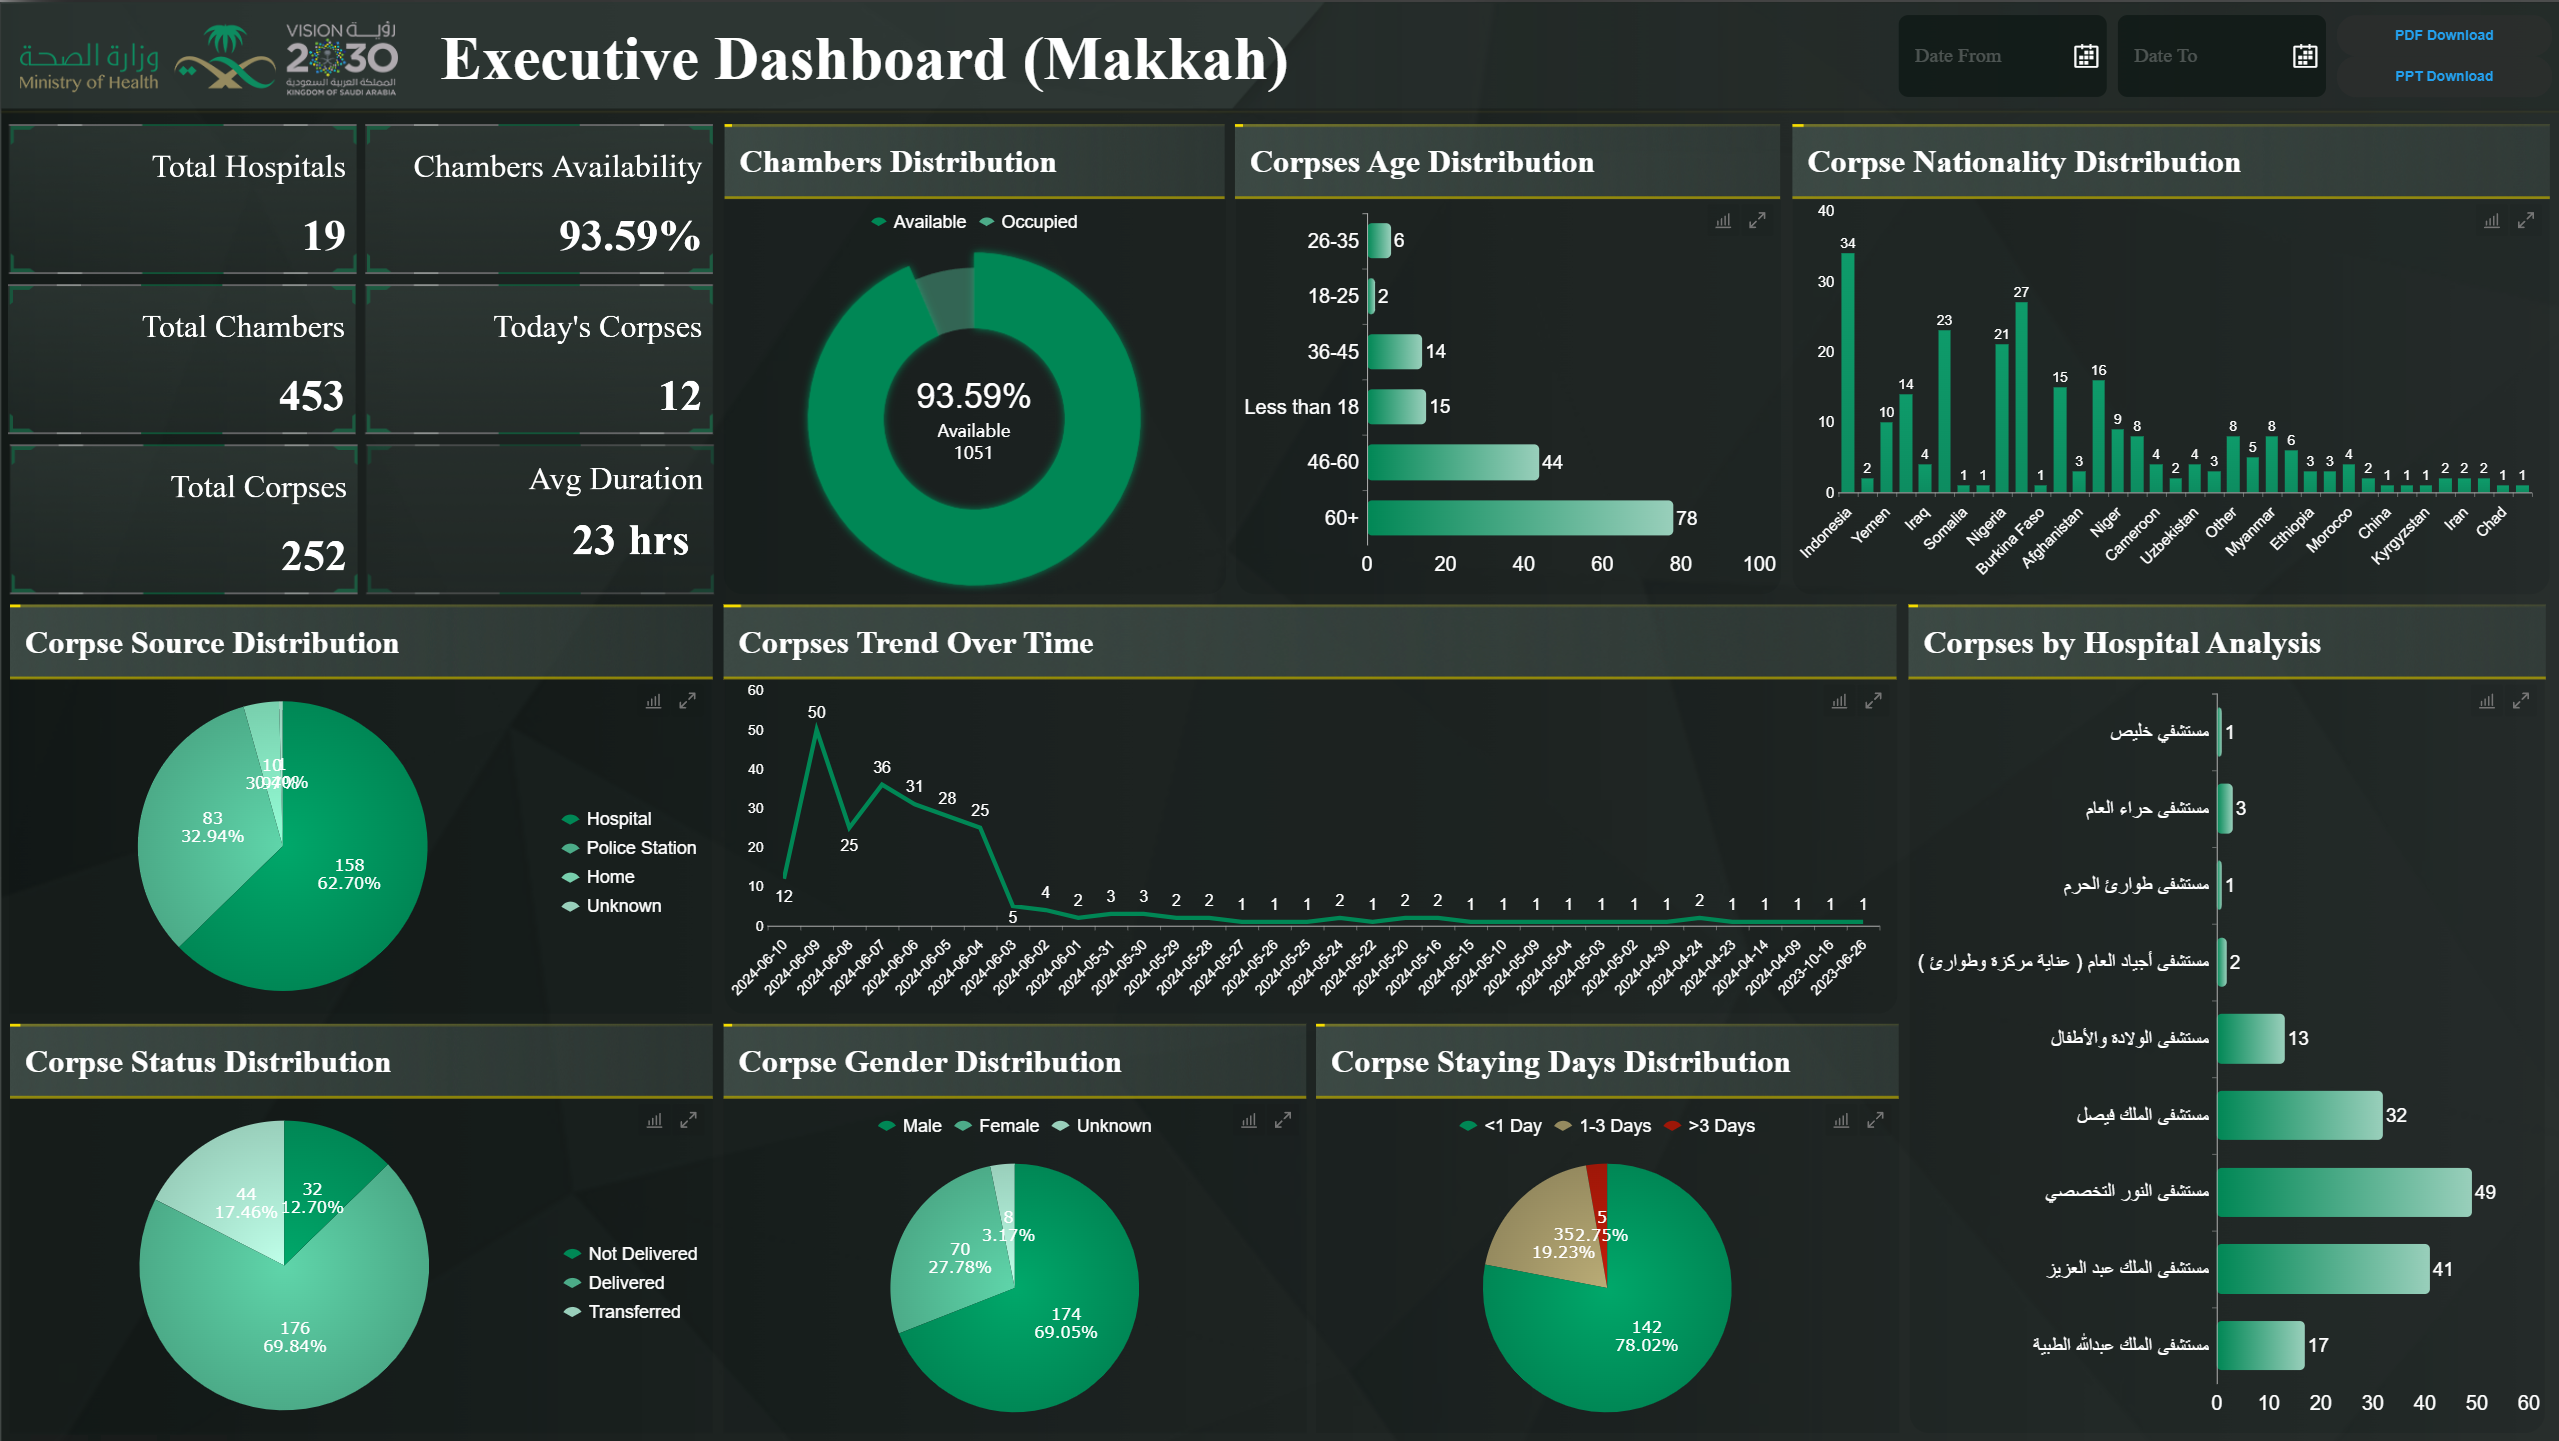 وزارة الصحة
Ministry of Health
VISION رؤيــة
2030
المملكة العربية السعودية
KINGDOM OF SAUDI ARABIA
Executive Dashboard (Makkah)
Date From
Date To
PDF Download
PPT Download
Total Hospitals
19
Chambers Availability
93.59%
Total Chambers
453
Today's Corpses
12
Total Corpses
252
Avg Duration
23 hrs
Chambers Distribution
Available
Occupied
93.59%
Available
1051
Corpses Age Distribution
26-35 6
18-25 2
36-45 14
Less than 18 15
46-60 44
60+ 78
0 20 40 60 80 100
Corpse Nationality Distribution
40
30
20
10
0
34 2 10 14 4 23 1 1 21 27 1 15 3 16 9 8 4 2 4 3 8 5 8 6 3 3 4 2 1 1 1 2 2 2 1 1
Indonesia Yemen Iraq Somalia Nigeria Burkina Faso Afghanistan Niger Cameroon Uzbekistan Other Myanmar Ethiopia Morocco China Kyrgyzstan Iran Chad
Corpse Source Distribution
10
3.97%
1
0.40%
83
32.94%
158
62.70%
Hospital
Police Station
Home
Unknown
Corpses Trend Over Time
60
50
40
30
20
10
0
12 50 25 36 31 28 25 5 4 2 3 3 2 2 1 1 1 2 1 2 2 1 1 1 1 1 1 1 2 1 1 1 1 1
2024-06-10 2024-06-09 2024-06-08 2024-06-07 2024-06-06 2024-06-05 2024-06-04 2024-06-03 2024-06-02 2024-06-01 2024-05-31 2024-05-30 2024-05-29 2024-05-28 2024-05-27 2024-05-26 2024-05-25 2024-05-24 2024-05-22 2024-05-20 2024-05-16 2024-05-15 2024-05-10 2024-05-09 2024-05-04 2024-05-03 2024-05-02 2024-04-30 2024-04-24 2024-04-23 2024-04-14 2024-04-09 2023-10-16 2023-06-26
Corpses by Hospital Analysis
مستشفي خليص 1
مستشفى حراء العام 3
مستشفى طوارئ الحرم 1
مستشفى أجياد العام ( عناية مركزة وطوارئ ) 2
مستشفى الولادة والأطفال 13
مستشفى الملك فيصل 32
مستشفى النور التخصصي 49
مستشفى الملك عبد العزيز 41
مستشفى الملك عبدالله الطبية 17
0 10 20 30 40 50 60
Corpse Status Distribution
44
17.46%
32
12.70%
176
69.84%
Not Delivered
Delivered
Transferred
Corpse Gender Distribution
Male
Female
Unknown
8
3.17%
70
27.78%
174
69.05%
Corpse Staying Days Distribution
<1 Day
1-3 Days
>3 Days
5
2.75%
35
19.23%
142
78.02%